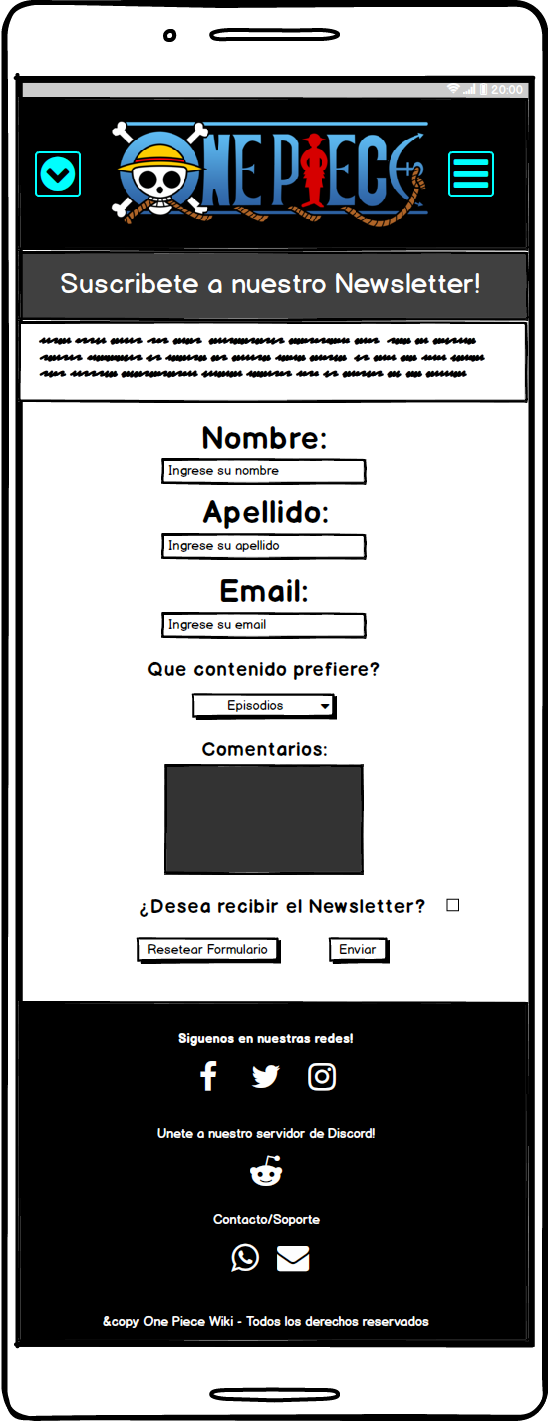 20:00
ONE PIECE
Suscribete a nuestro Newsletter!
Nombre:
Ingrese su nombre
Apellido:
Ingrese su apellido
Email:
Ingrese su email
Que contenido prefiere?
Episodios
Comentarios:
¿Desea recibir el Newsletter?
Resetear Formulario
Enviar
Siguenos en nuestras redes!
Unete a nuestro servidor de Discord!
Contacto/Soporte
&copy One Piece Wiki - Todos los derechos reservados